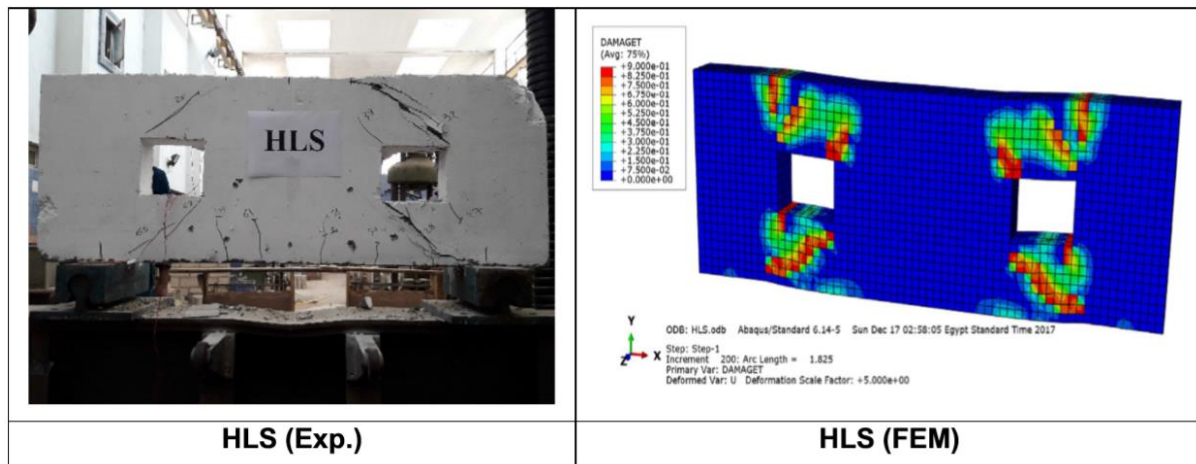 HLS
DAMAGET
(Avg: 75%)
+9.000e-01
+8.250e-01
+7.500e-01
+6.750e-01
+6.000e-01
+5.250e-01
+4.500e-01
+3.750e-01
+3.000e-01
+2.250e-01
+1.500e-01
+7.500e-02
+0.000e+00
Y
X
Z
ODB: HLS.odb Abaqus/Standard 6.14-5 Sun Dec 17 02:58:05 Egypt Standard Time 2017
Step: Step-1
Increment 200: Arc Length = 1.825
Primary Var: DAMAGET
Deformed Var: U Deformation Scale Factor: +5.000e+00
HLS (Exp.)
HLS (FEM)